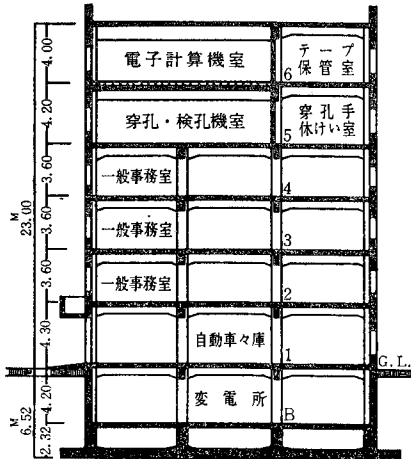 4.00
電子計算機室
テープ
保管室
6
4.20
穿孔・検孔機室
穿孔手
休けい室
5
3.60
一般事務室
4
M
23.00
3.60
一般事務室
3
3.60
一般事務室
2
4.30
自動車々庫
1
G.L.
M
6.52
4.20
変電所
B
2.32